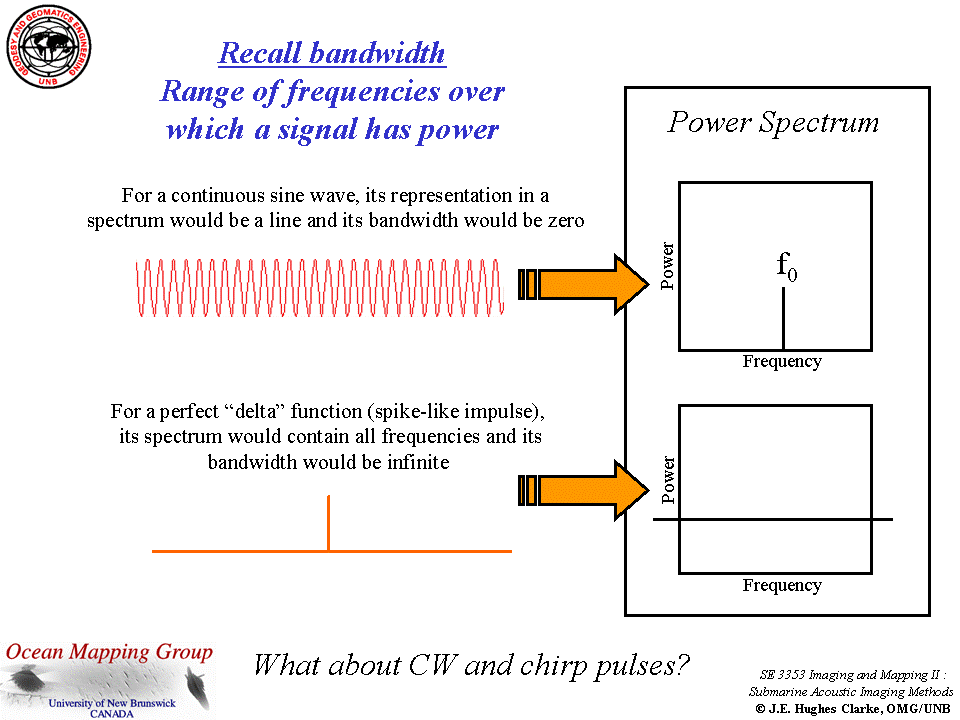 GEODESY AND GEOMATICS ENGINEERING
UNB
Recall bandwidth
Range of frequencies over
which a signal has power
Power Spectrum
For a continuous sine wave, its representation in a
spectrum would be a line and its bandwidth would be zero
Power
f₀
Frequency
For a perfect “delta” function (spike-like impulse),
its spectrum would contain all frequencies and its
bandwidth would be infinite
Power
Frequency
Ocean Mapping Group
University of New Brunswick
CANADA
What about CW and chirp pulses?
SE 3353 Imaging and Mapping II :
Submarine Acoustic Imaging Methods
© J.E. Hughes Clarke, OMG/UNB